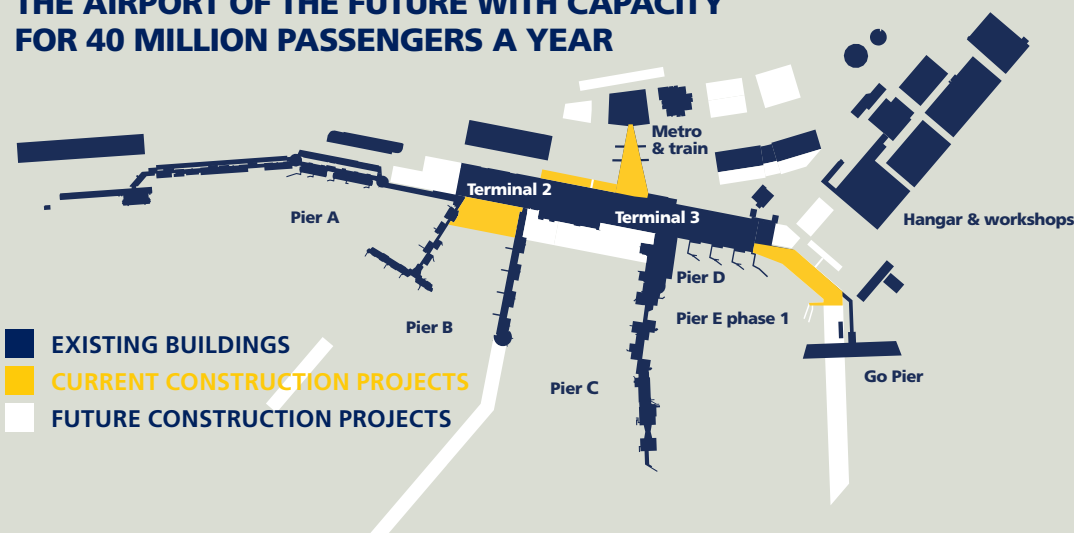 THE AIRPORT OF THE FUTURE WITH CAPACITY
FOR 40 MILLION PASSENGERS A YEAR
Metro
& train
Terminal 2
Terminal 3
Pier A
Hangar & workshops
Pier D
Pier E phase 1
Pier B
EXISTING BUILDINGS
CURRENT CONSTRUCTION PROJECTS
Go Pier
Pier C
FUTURE CONSTRUCTION PROJECTS